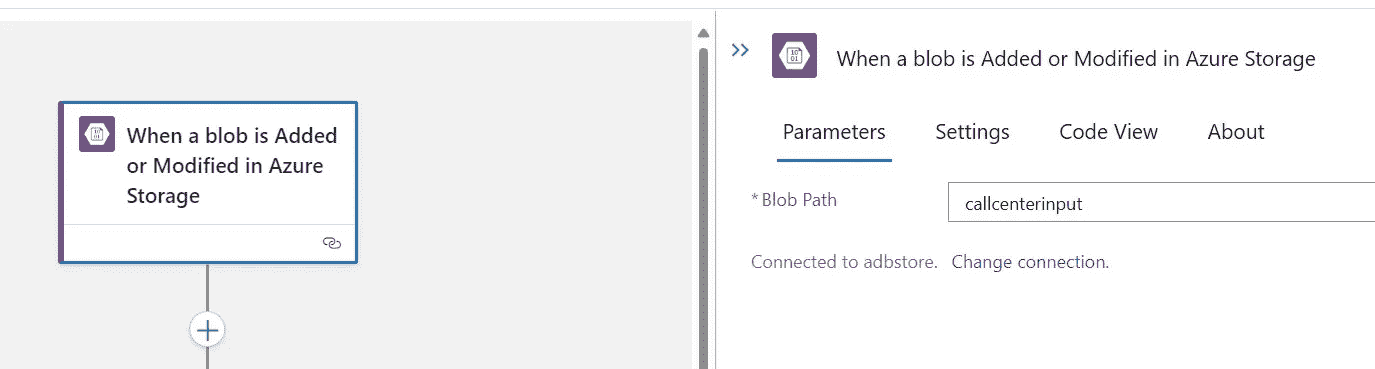 When a blob is Added
or Modified in Azure
Storage
When a blob is Added or Modified in Azure Storage
Parameters Settings Code View About
* Blob Path callcenterinput
Connected to adbstore. Change connection.